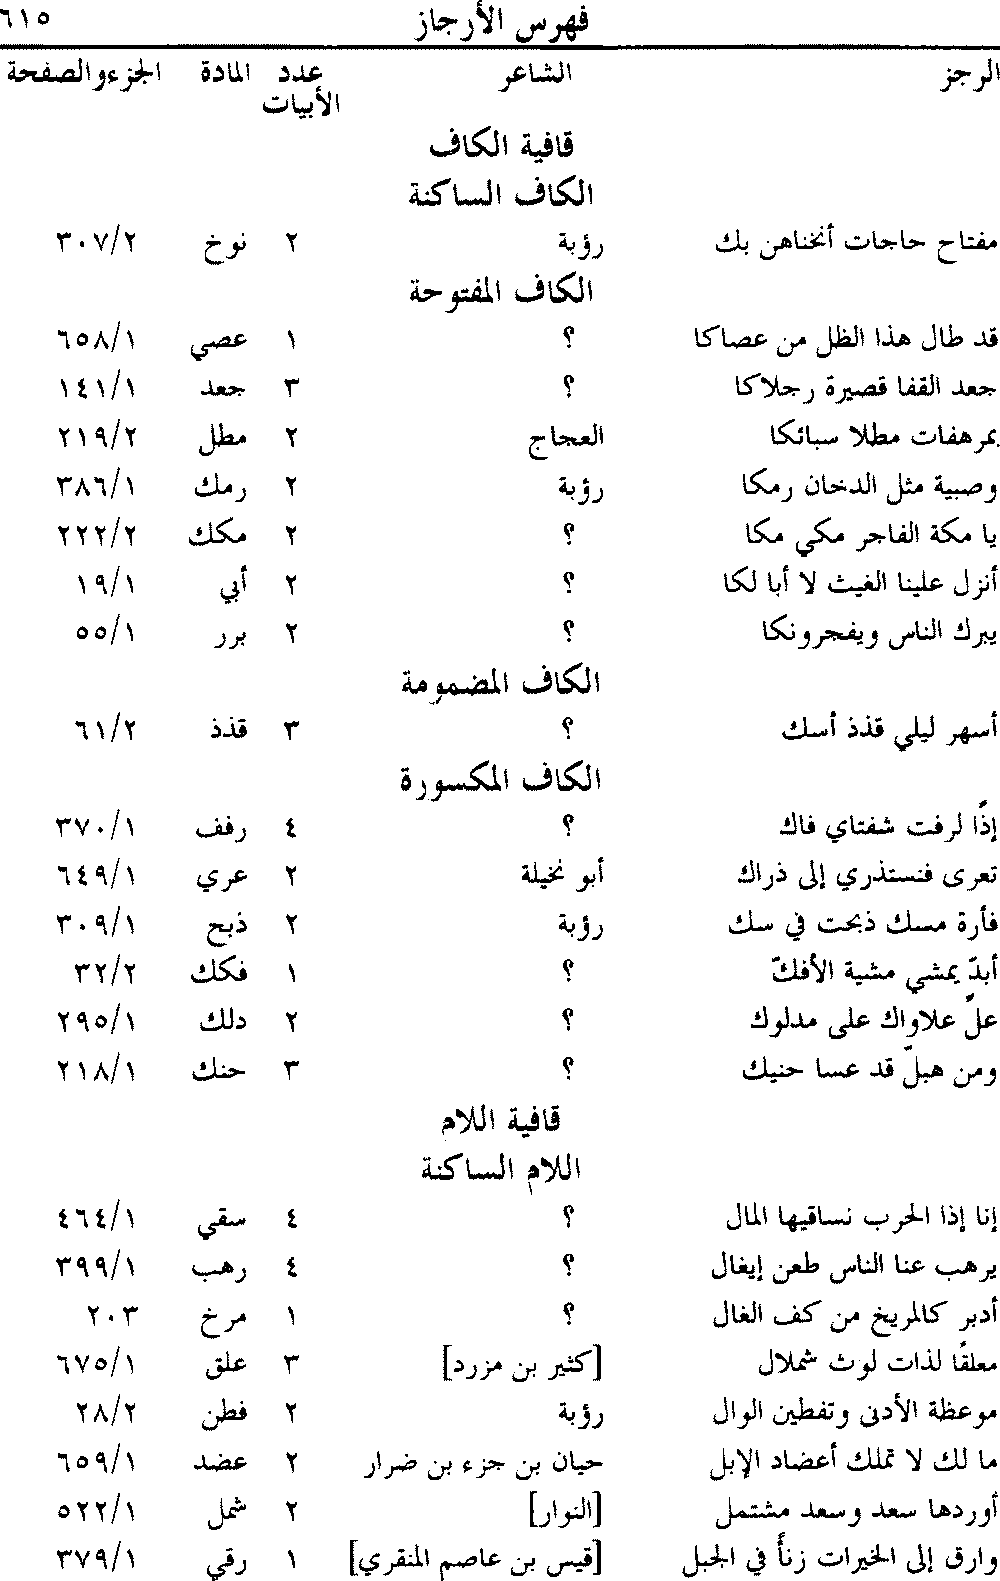 فهرس الأرجاز ٦١٥
الرجز الشاعر عدد الأبيات المادة الجزء والصفحة
قافية الكاف
الكاف الساكنة
مفتاح حاجات أنخناهن بك رؤبة ٢ نوخ ٣٠٧/٢
الكاف المفتوحة
قد طال هذا الظل من عصاكا ؟ ١ عصي ٦٥٨/١
جعد القفا قصيرة رجلاكا ؟ ٣ جعد ١٤١/١
بمرهفات مطلا سبائكا العجاج ٢ مطل ٢١٩/٢
وصبية مثل الدخان رمكا رؤبة ٢ رمك ٣٨٦/١
يا مكة الفاجر مكي مكا ؟ ٢ مكك ٢٢٢/٢
أنزل علينا الغيث لا أبا لكا ؟ ٢ أبي ١٩/١
يبرك الناس ويفجرونكا ؟ ٢ برر ٥٥/١
الكاف المضمومة
أسهر ليلي قذذ أسك ؟ ٣ قذذ ٦١/٢
الكاف المكسورة
إذًا لرفت شفتاي فاك ؟ ٤ رفف ٣٧٠/١
تعرى فنستذري إلى ذراك أبو نخيلة ٢ عري ٦٤٩/١
فأرة مسك ذبحت في سك رؤبة ٢ ذبح ٣٠٩/١
أبدّ يمشي مشية الأفكّ ؟ ١ فكك ٣٢/٢
علّ علاواك على مدلوك ؟ ٢ دلك ٢٩٥/١
ومن هبلّ قد عسا حنيك ؟ ٣ حنك ٢١٨/١
قافية اللام
اللام الساكنة
إنا إذا الحرب نساقيها المال ؟ ٤ سقي ٤٦٤/١
يرهب عنا الناس طعن إيغال ؟ ٤ رهب ٣٩٩/١
أدبر كالمريخ من كف الغال ؟ ١ مرخ ٢٠٣
معلقًا لذات لوث شملال [كثير بن مزرد] ٣ علق ٦٧٥/١
موعظة الأدنى وتفطين الوال رؤبة ٢ فطن ٢٨/٢
ما لك لا تملك أعضاد الإبل حيان بن جزء بن ضرار ٢ عضد ٦٥٩/١
أوردها سعد وسعد مشتمل [النوار] ٢ شمل ٥٢٢/١
وارق إلى الخيرات زنأً في الجبل [قيس بن عاصم المنقري] ١ رقي ٣٧٩/١